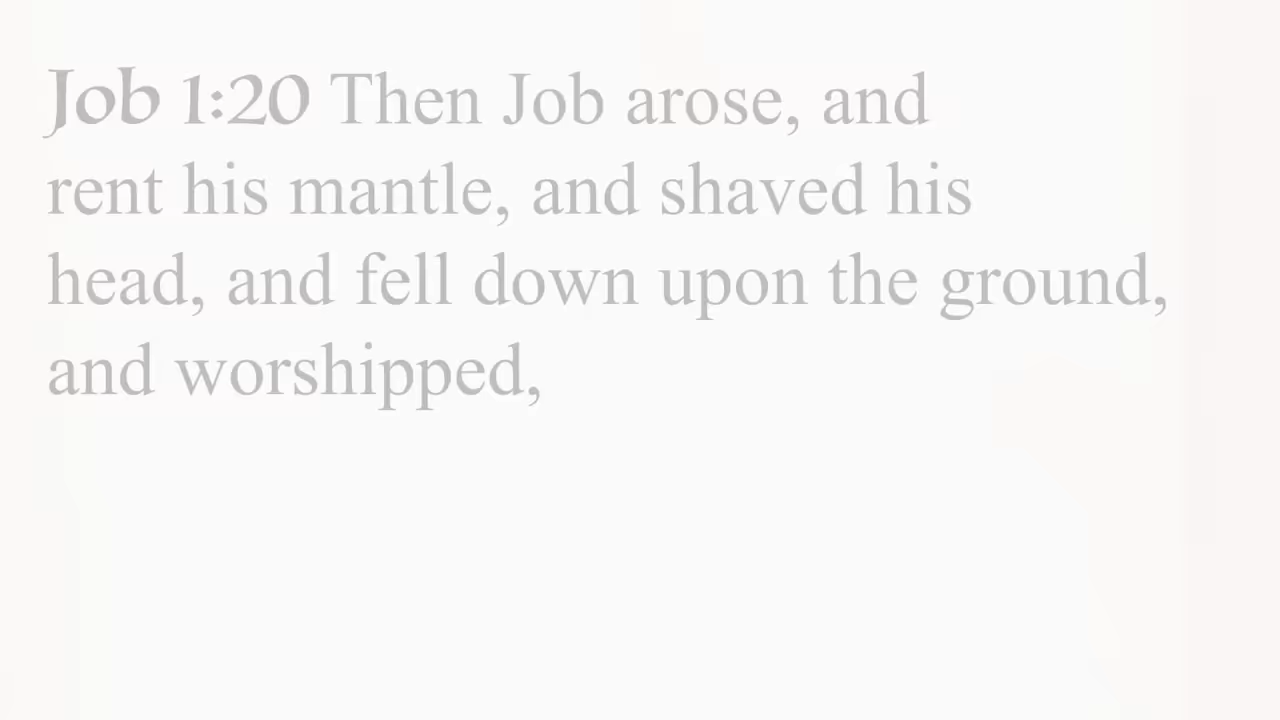 Job 1:20 Then Job arose, and
rent his mantle, and shaved his
head, and fell down upon the ground,
and worshipped,